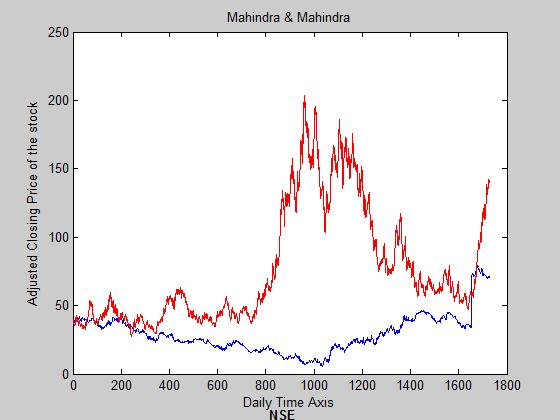 Mahindra & Mahindra
Adjusted Closing Price of the stock
250
200
150
100
50
0
0 200 400 600 800 1000 1200 1400 1600 1800
Daily Time Axis
NSE